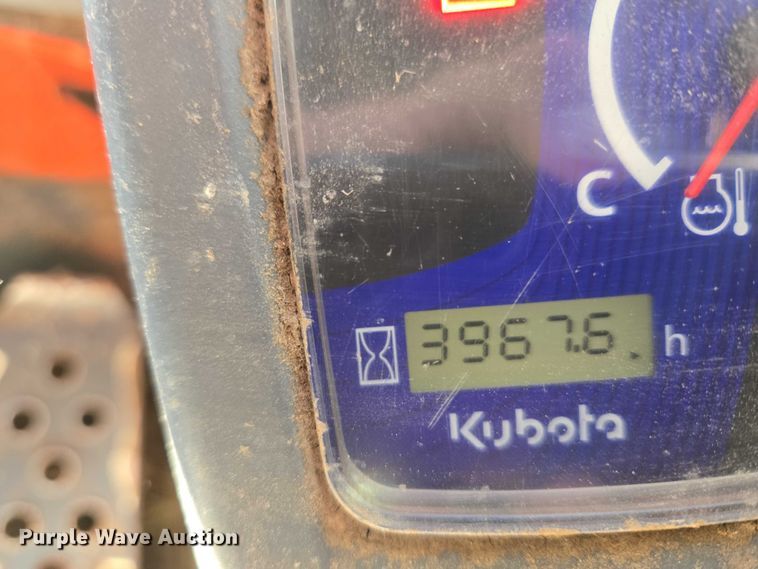 C
3967.6 h
Kubota
Purple Wave Auction